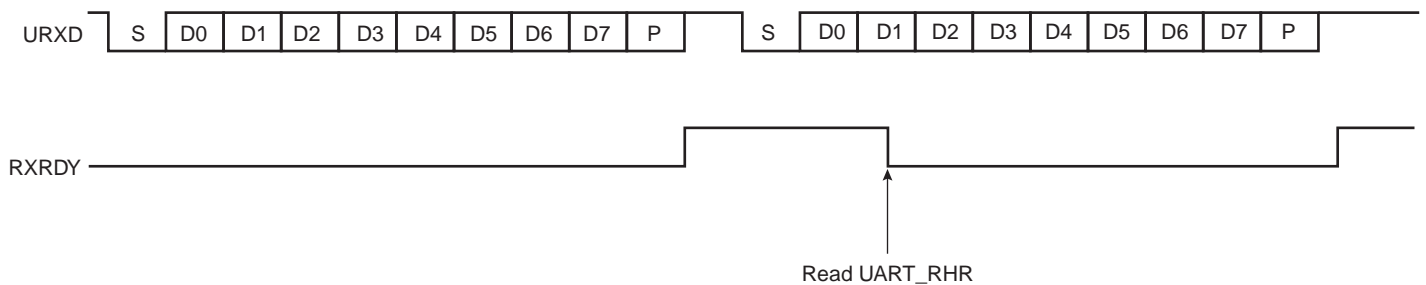 URXD S D0 D1 D2 D3 D4 D5 D6 D7 P S D0 D1 D2 D3 D4 D5 D6 D7 P
RXRDY
Read UART_RHR